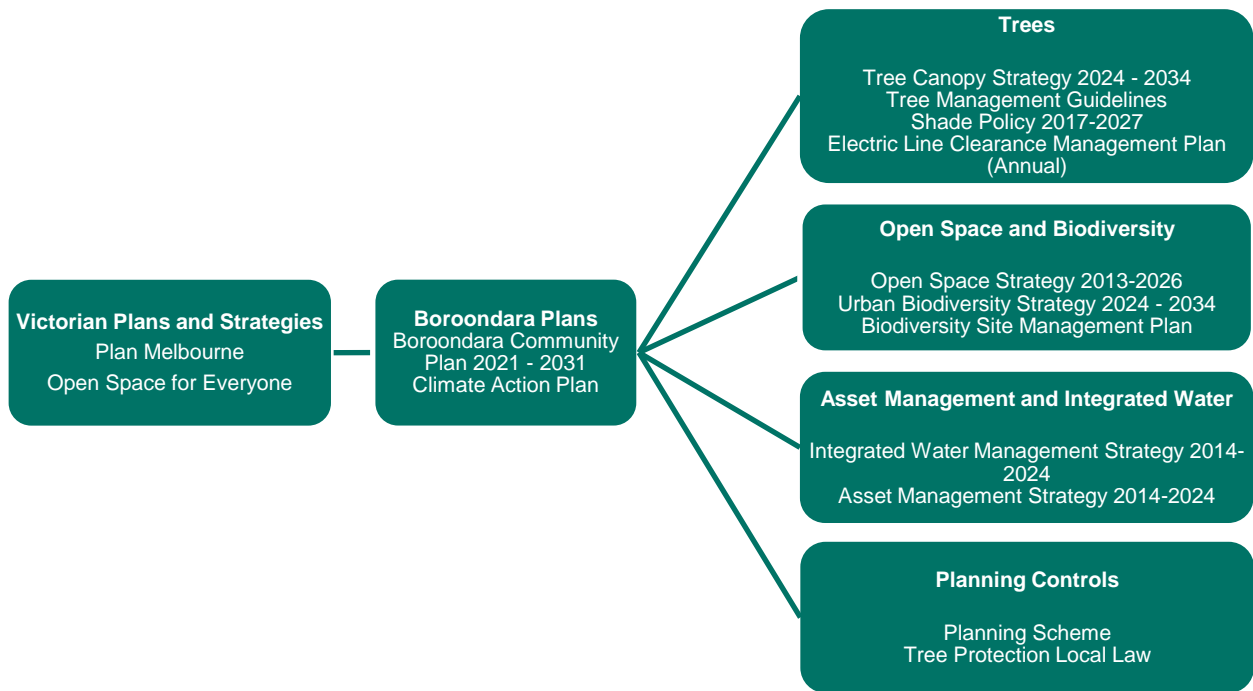 Victorian Plans and Strategies
Plan Melbourne
Open Space for Everyone
Boroondara Plans
Boroondara Community
Plan 2021 - 2031
Climate Action Plan
Trees
Tree Canopy Strategy 2024 - 2034
Tree Management Guidelines
Shade Policy 2017-2027
Electric Line Clearance Management Plan
(Annual)
Open Space and Biodiversity
Open Space Strategy 2013-2026
Urban Biodiversity Strategy 2024 - 2034
Biodiversity Site Management Plan
Asset Management and Integrated Water
Integrated Water Management Strategy 2014-
2024
Asset Management Strategy 2014-2024
Planning Controls
Planning Scheme
Tree Protection Local Law